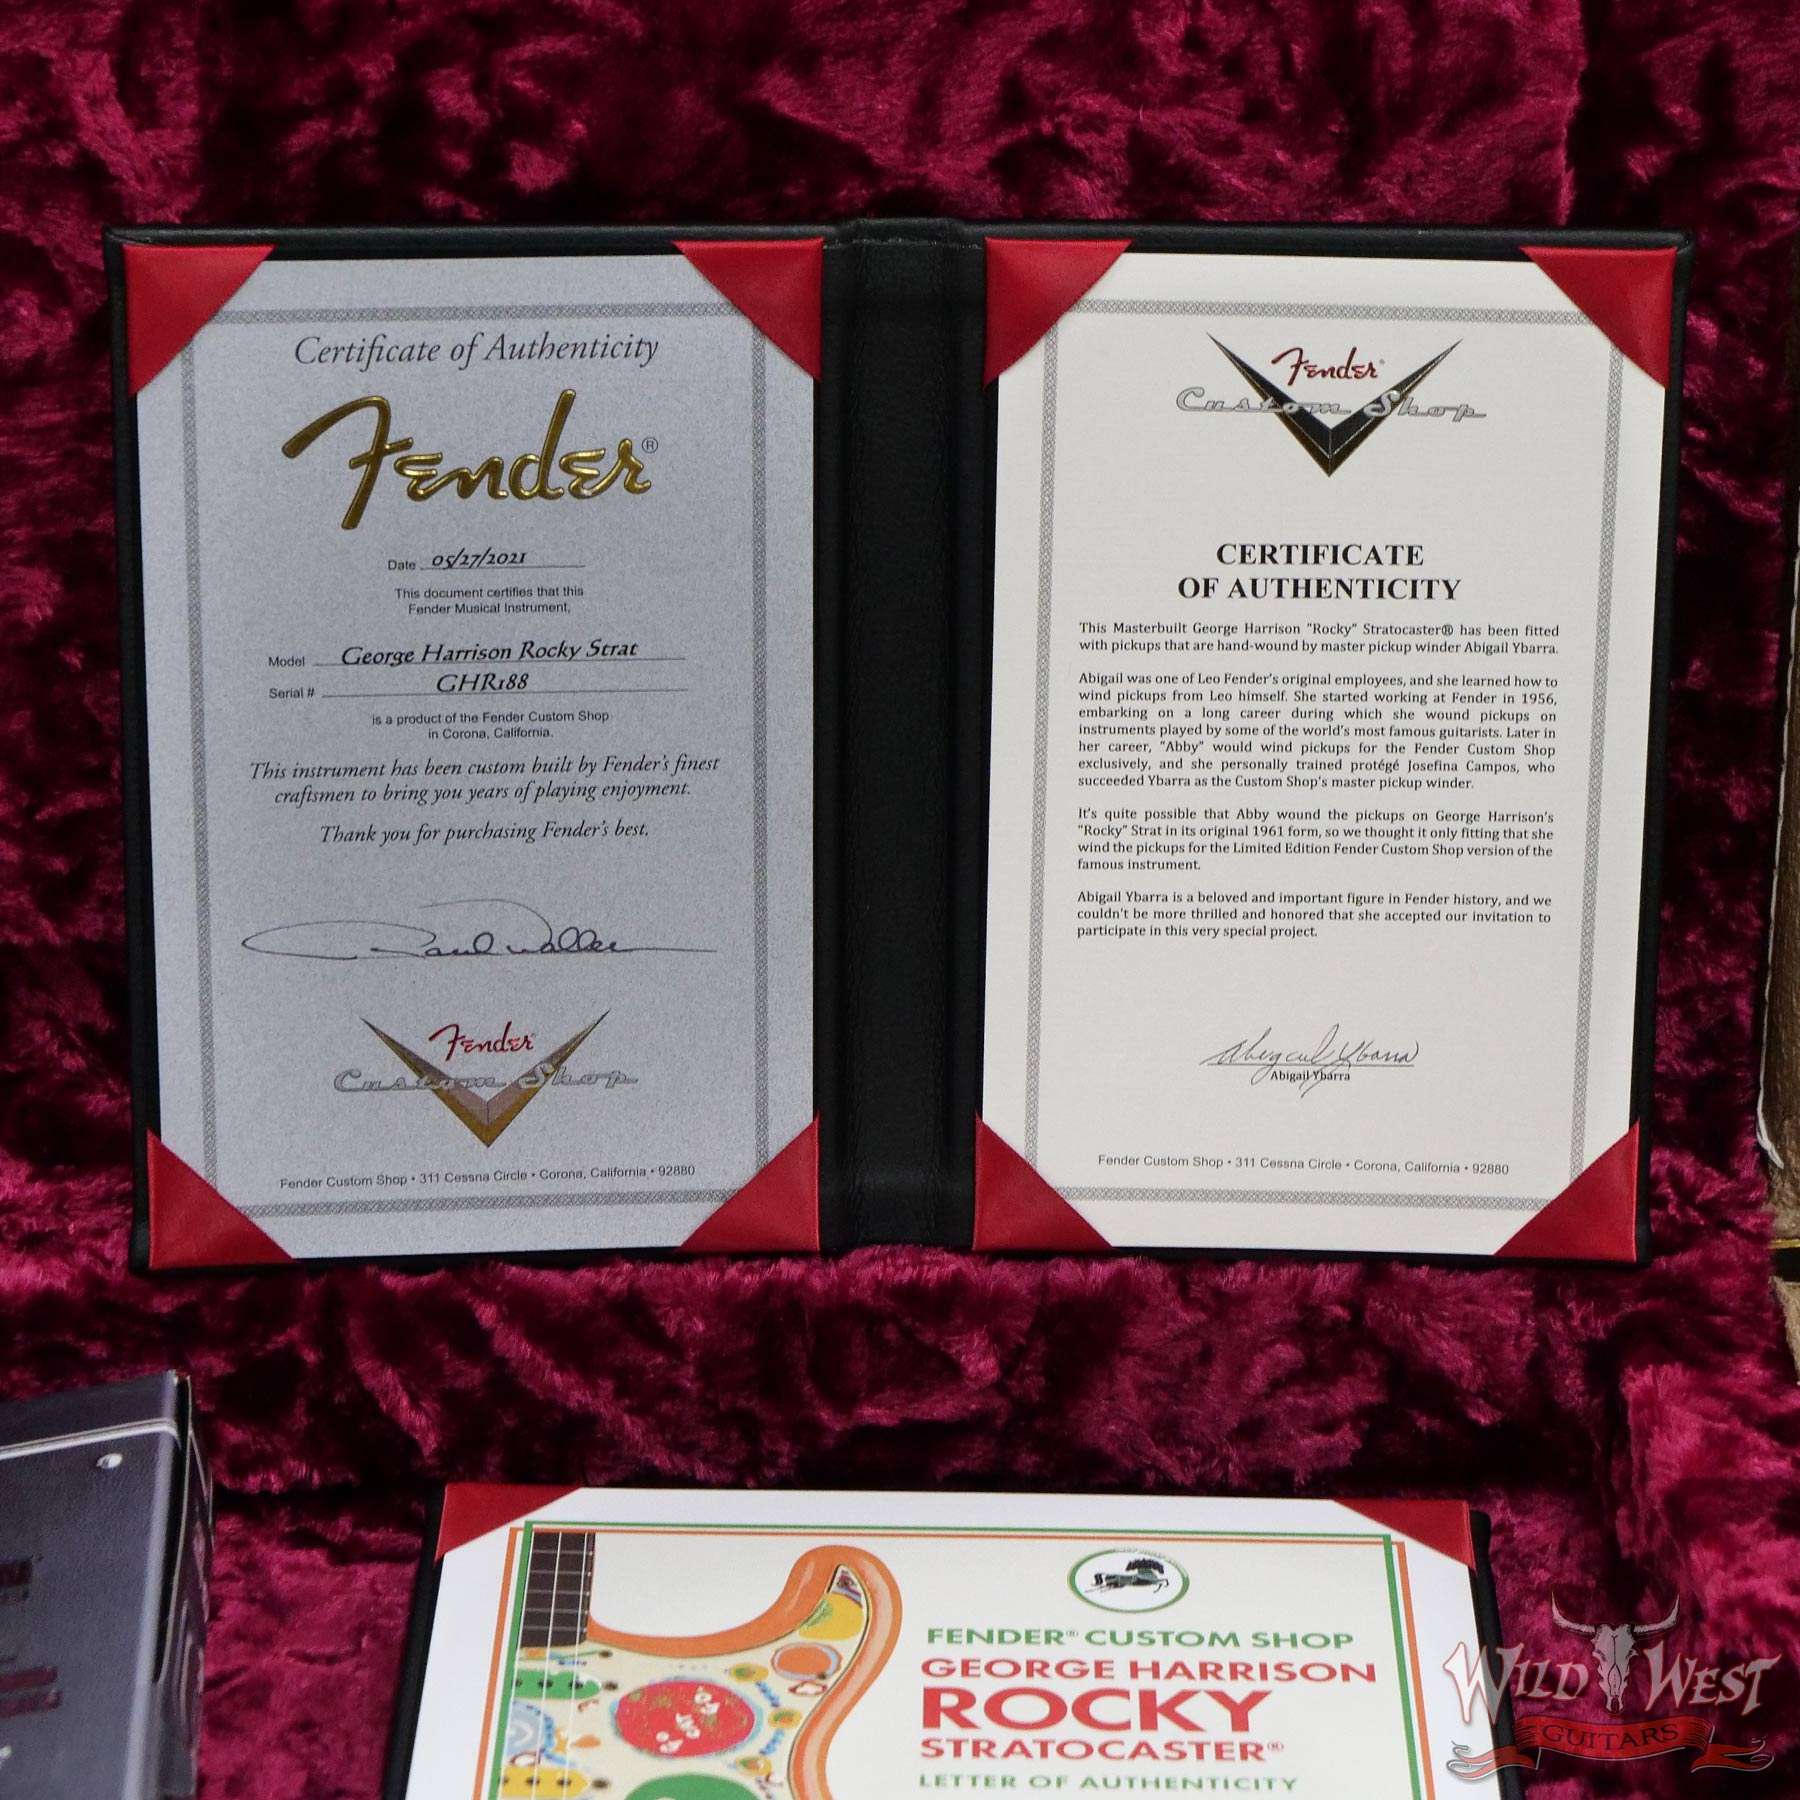 Certificate of Authenticity
Fender®
Date 05/27/2021
This document certifies that this
Fender Musical Instrument,
Model George Harrison Rocky Strat
Serial # GHR188
is a product of the Fender Custom Shop
in Corona, California.
This instrument has been custom built by Fender's finest
craftsmen to bring you years of playing enjoyment.
Thank you for purchasing Fender's best.
Fender®
Custom Shop
Fender Custom Shop • 311 Cessna Circle • Corona, California • 92880
Fender®
Custom Shop
CERTIFICATE
OF AUTHENTICITY
This Masterbuilt George Harrison "Rocky" Stratocaster® has been fitted
with pickups that are hand-wound by master pickup winder Abigail Ybarra.
Abigail was one of Leo Fender's original employees, and she learned how to
wind pickups from Leo himself. She started working at Fender in 1956,
embarking on a long career during which she wound pickups on
instruments played by some of the world's most famous guitarists. Later in
her career, "Abby" would wind pickups for the Fender Custom Shop
exclusively, and she personally trained protégé Josefina Campos, who
succeeded Ybarra as the Custom Shop's master pickup winder.
It's quite possible that Abby wound the pickups on George Harrison's
"Rocky" Strat in its original 1961 form, so we thought it only fitting that she
wind the pickups for the Limited Edition Fender Custom Shop version of the
famous instrument.
Abigail Ybarra is a beloved and important figure in Fender history, and we
couldn't be more thrilled and honored that she accepted our invitation to
participate in this very special project.
Abigail Ybarra
Abigail Ybarra
Fender Custom Shop • 311 Cessna Circle • Corona, California • 92880
FENDER® CUSTOM SHOP
GEORGE HARRISON
ROCKY
STRATOCASTER®
LETTER OF AUTHENTICITY
WILD WEST
GUITARS